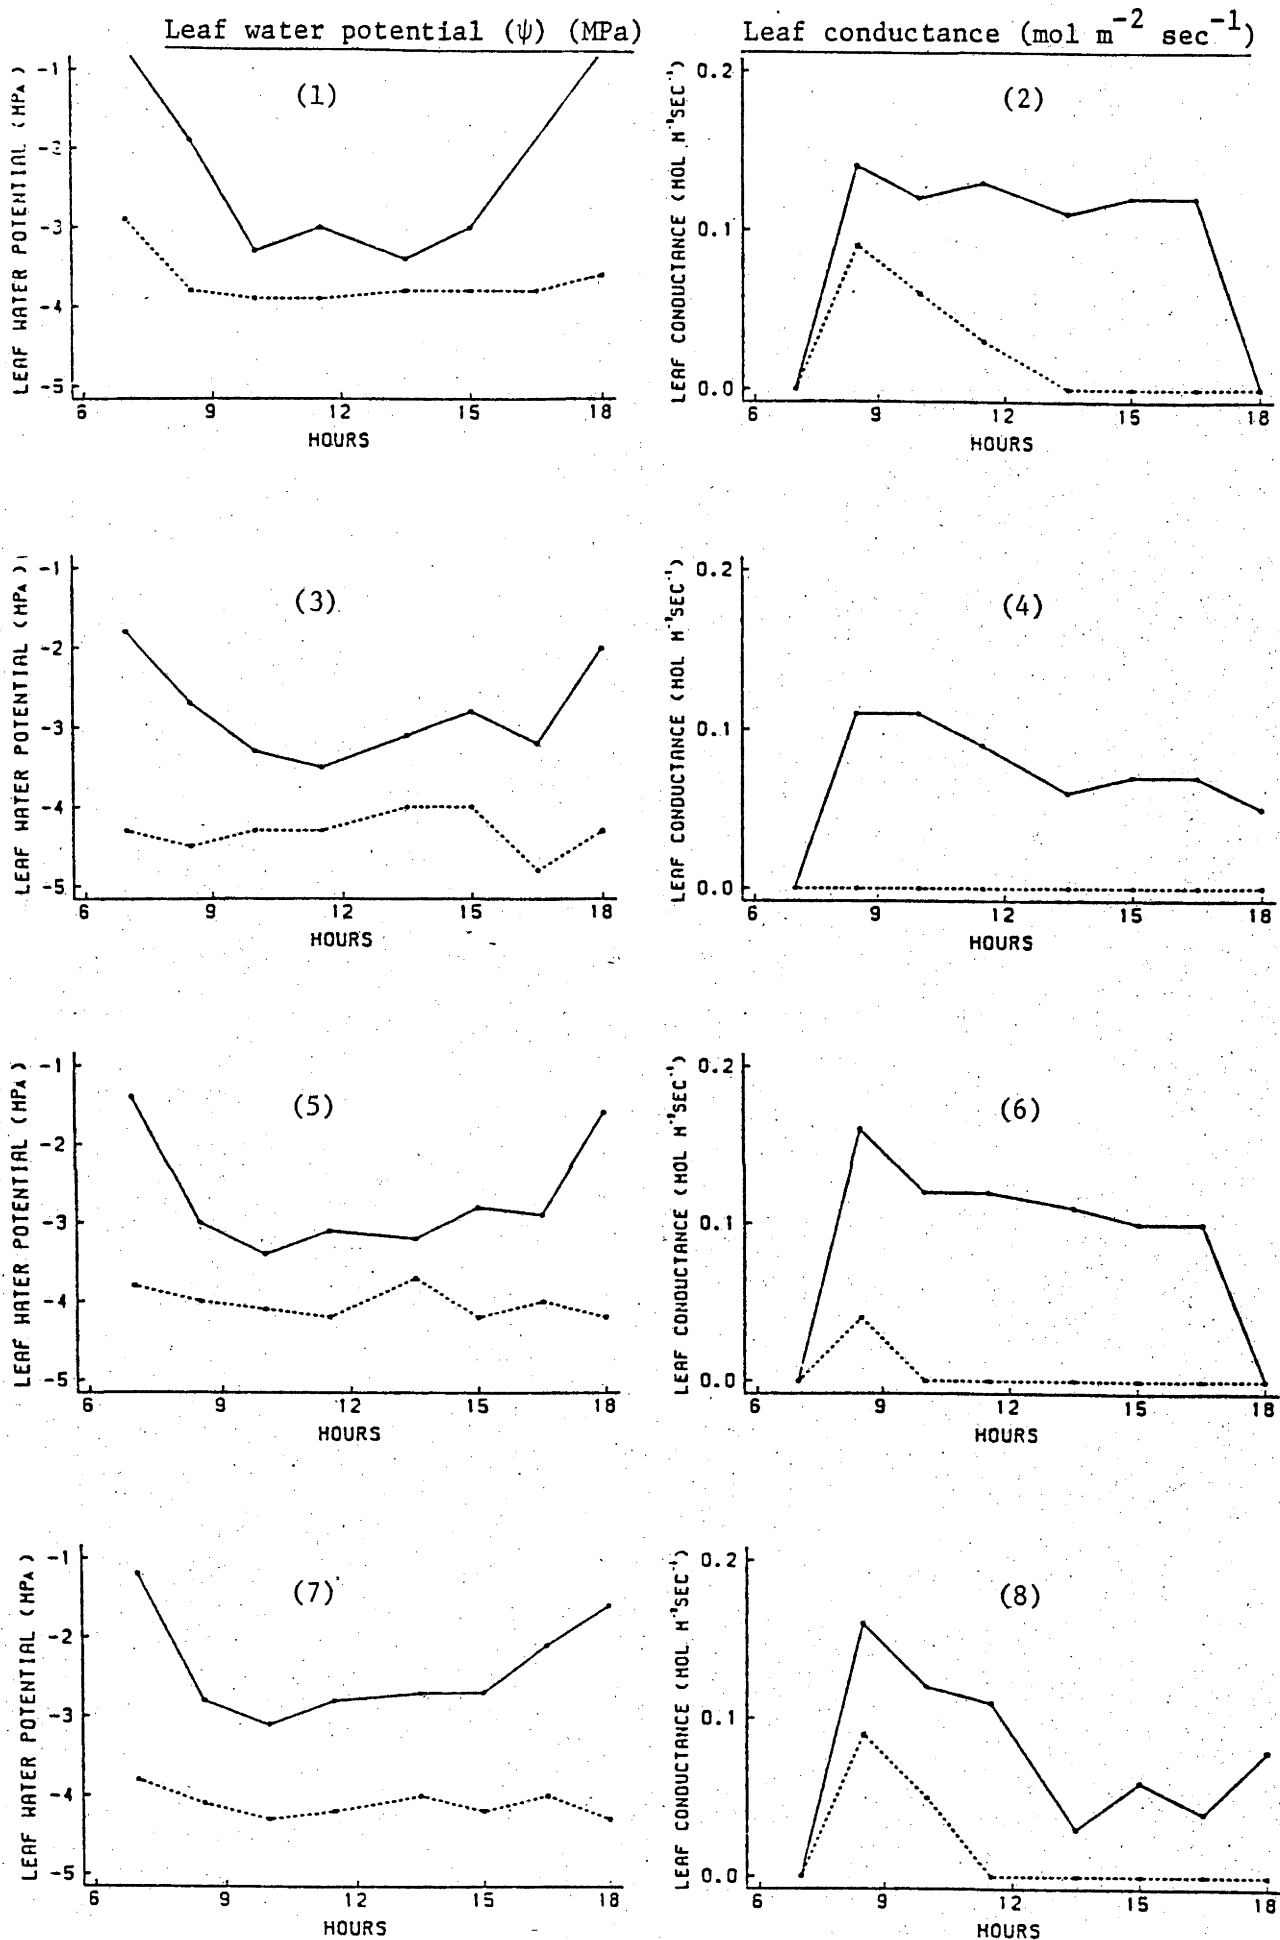 Leaf water potential (ψ) (MPa)
Leaf conductance (mol m⁻² sec⁻¹)
LEAF WATER POTENTIAL (MPA)
-1
-2
-3
-4
-5
(1)
6 9 12 15 18
HOURS
LEAF CONDUCTANCE (MOL M⁻²SEC⁻¹)
0.2
0.1
0.0
(2)
6 9 12 15 18
HOURS
LEAF WATER POTENTIAL (MPA)
-1
-2
-3
-4
-5
(3)
6 9 12 15 18
HOURS
LEAF CONDUCTANCE (MOL M⁻²SEC⁻¹)
0.2
0.1
0.0
(4)
6 9 12 15 18
HOURS
LEAF WATER POTENTIAL (MPA)
-1
-2
-3
-4
-5
(5)
6 9 12 15 18
HOURS
LEAF CONDUCTANCE (MOL M⁻²SEC⁻¹)
0.2
0.1
0.0
(6)
6 9 12 15 18
HOURS
LEAF WATER POTENTIAL (MPA)
-1
-2
-3
-4
-5
(7)
6 9 12 15 18
HOURS
LEAF CONDUCTANCE (MOL M⁻²SEC⁻¹)
0.2
0.1
0.0
(8)
6 9 12 15 18
HOURS